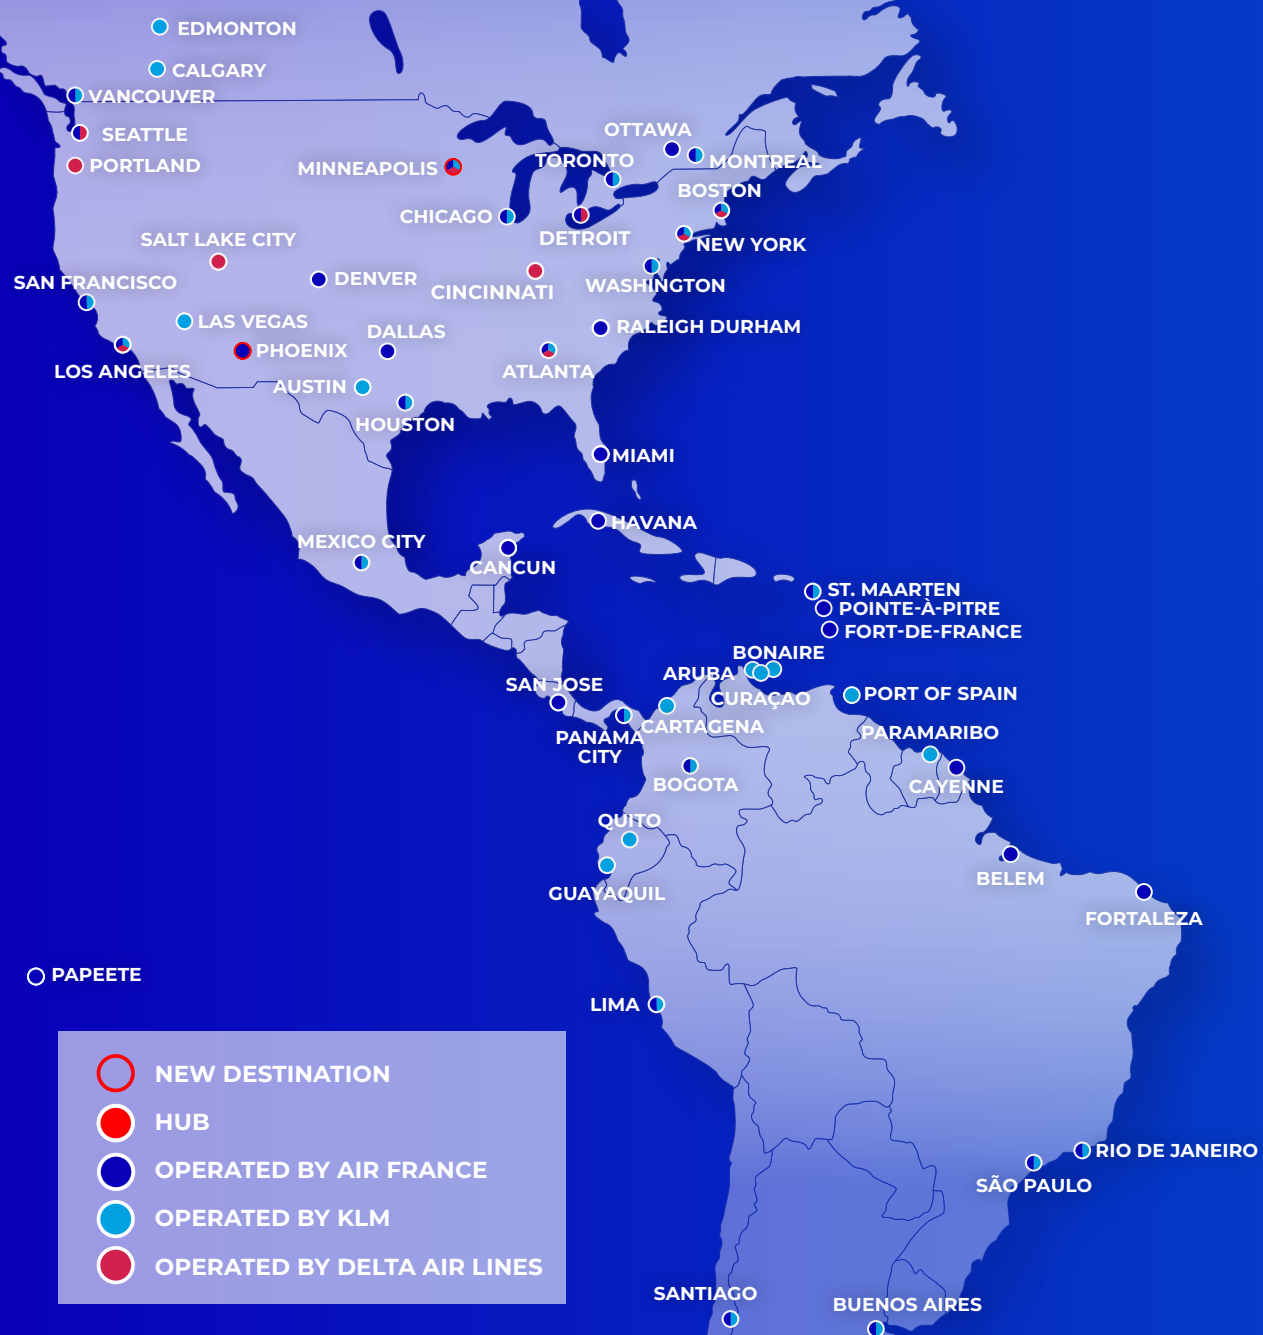 EDMONTON
CALGARY
VANCOUVER
SEATTLE
OTTAWA
PORTLAND
MINNEAPOLIS
TORONTO
MONTREAL
BOSTON
CHICAGO
DETROIT
SALT LAKE CITY
NEW YORK
SAN FRANCISCO
DENVER
CINCINNATI
WASHINGTON
LAS VEGAS
DALLAS
RALEIGH DURHAM
PHOENIX
LOS ANGELES
ATLANTA
AUSTIN
HOUSTON
MIAMI
HAVANA
MEXICO CITY
CANCUN
ST. MAARTEN
POINTE-À-PITRE
FORT-DE-FRANCE
BONAIRE
ARUBA
SAN JOSE
CURAÇAO
PORT OF SPAIN
CARTAGENA
PANAMA
CITY
PARAMARIBO
BOGOTA
CAYENNE
QUITO
BELEM
GUAYAQUIL
FORTALEZA
PAPEETE
LIMA
NEW DESTINATION
HUB
OPERATED BY AIR FRANCE
OPERATED BY KLM
OPERATED BY DELTA AIR LINES
RIO DE JANEIRO
SÃO PAULO
SANTIAGO
BUENOS AIRES